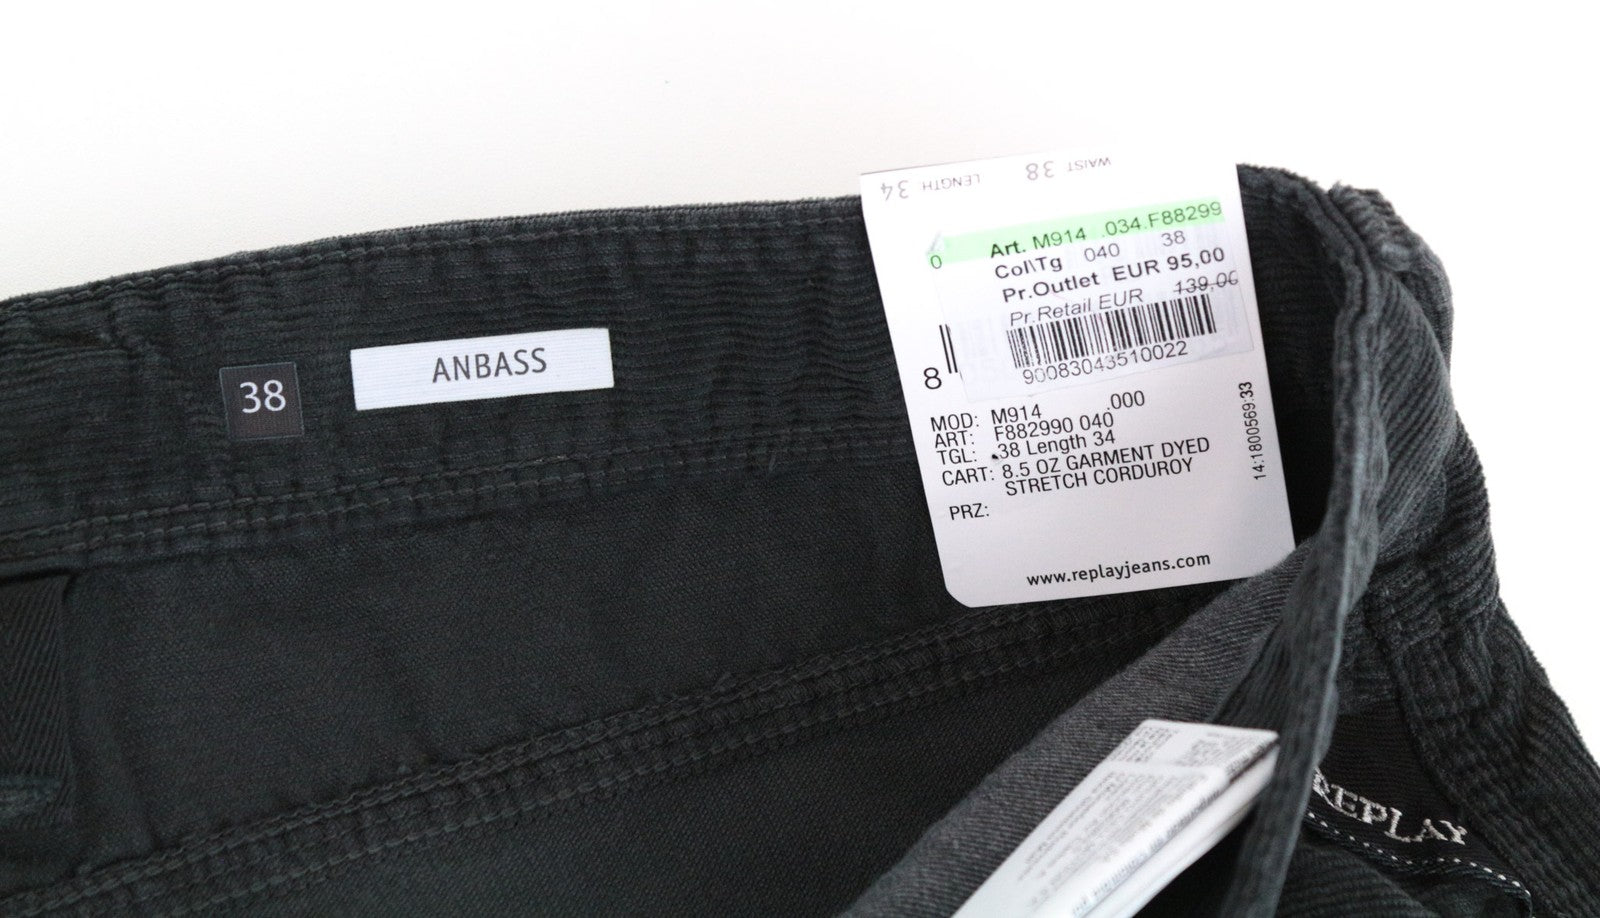 38
ANBASS
WAIST 38 LENGTH 34
Art. M914 .034.F88299
0
Col\Tg 040 38
Pr.Outlet EUR 95,00
Pr.Retail EUR 139,00
900830435 10022
8
MOD: M914 .000
ART: F882990 040
TGL: 38 Length 34
CART: 8.5 OZ GARMENT DYED
STRETCH CORDUROY
PRZ:
www.replayjeans.com
14:1800569:33
REPLAY